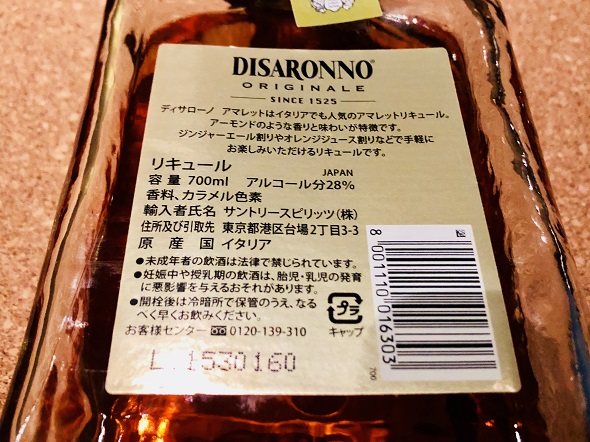 DISARONNO®
ORIGINALE
SINCE 1525
ディサローノ アマレットはイタリアでも人気のアマレットリキュール。
アーモンドのような香りと味わいが特徴です。
ジンジャーエール割りやオレンジジュース割りなどで手軽に
お楽しみいただけるリキュールです。
リキュール JAPAN
容量 700ml アルコール分28%
香料、カラメル色素
輸入者氏名 サントリースピリッツ(株)
住所及び引取先 東京都港区台場2丁目3-3
原産国 イタリア
●未成年者の飲酒は法律で禁じられています。
●妊娠中や授乳期の飲酒は、胎児・乳児の発育
に悪影響を与えるおそれがあります。
●開栓後は冷暗所で保管のうえ、なる
べく早くお飲みください。
お客様センター 0120-139-310
プラ
キャップ
L 1530160
8 001110 016303
700